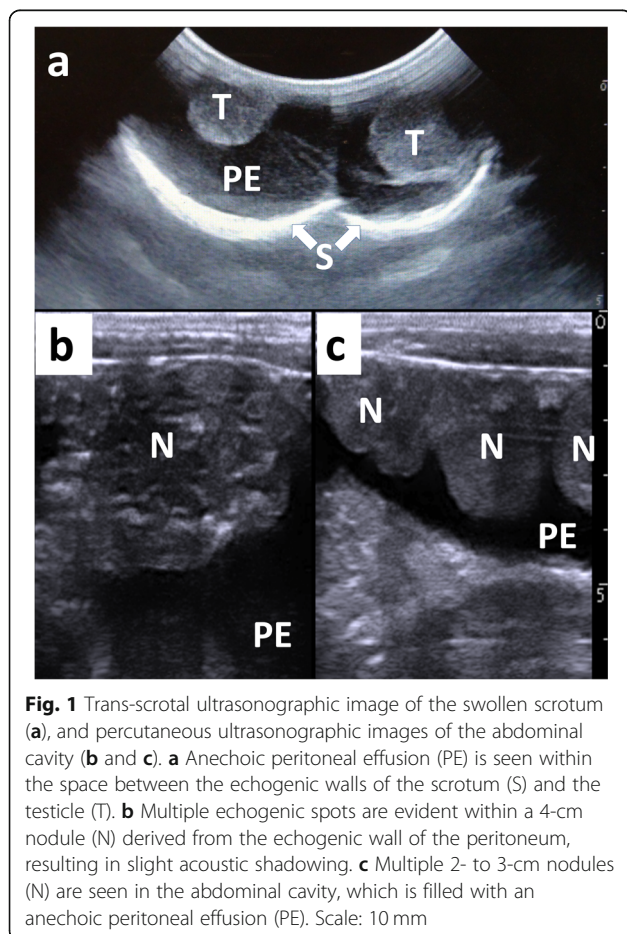 a
T
T
PE
S
0
5
b
c
N
N
N
N
PE
PE
0
5
Fig. 1 Trans-scrotal ultrasonographic image of the swollen scrotum
(a), and percutaneous ultrasonographic images of the abdominal
cavity (b and c). a Anechoic peritoneal effusion (PE) is seen within
the space between the echogenic walls of the scrotum (S) and the
testicle (T). b Multiple echogenic spots are evident within a 4-cm
nodule (N) derived from the echogenic wall of the peritoneum,
resulting in slight acoustic shadowing. c Multiple 2- to 3-cm nodules
(N) are seen in the abdominal cavity, which is filled with an
anechoic peritoneal effusion (PE). Scale: 10 mm